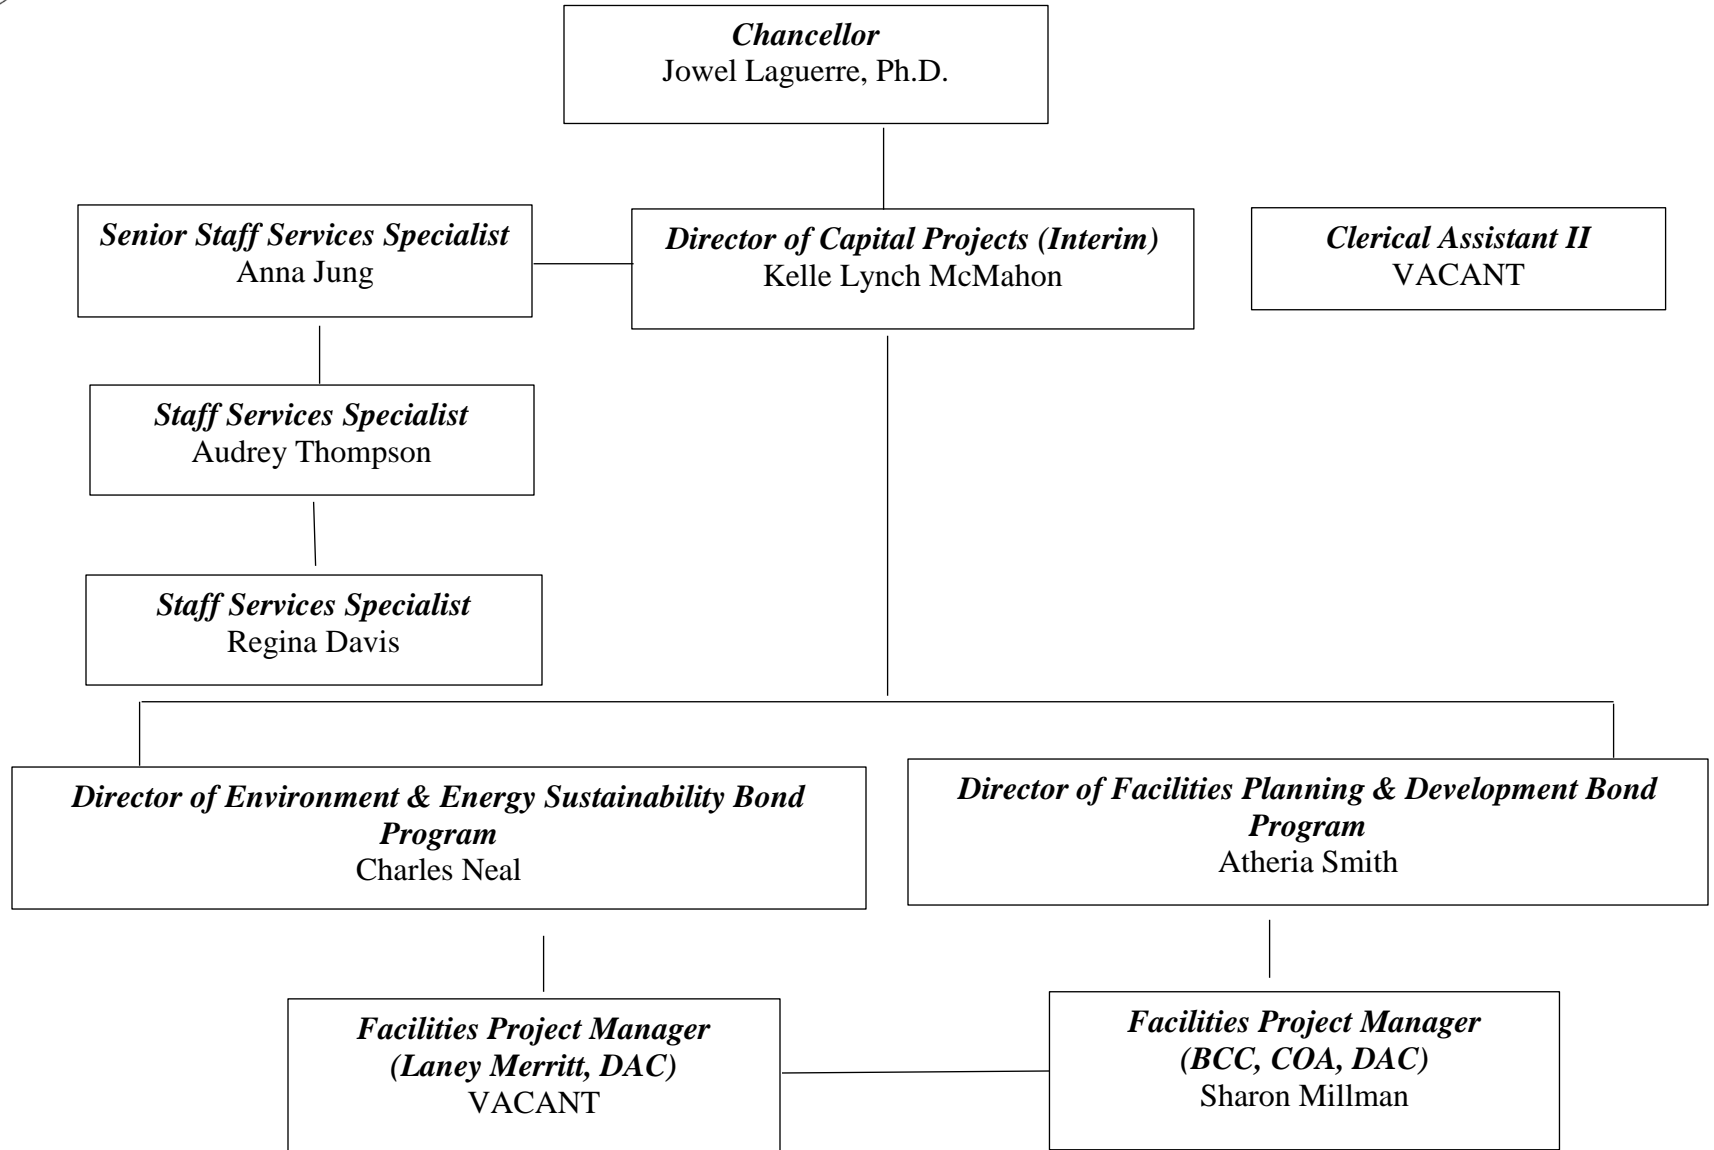 Chancellor
Jowel Laguerre, Ph.D.
Senior Staff Services Specialist
Anna Jung
Director of Capital Projects (Interim)
Kelle Lynch McMahon
Clerical Assistant II
VACANT
Staff Services Specialist
Audrey Thompson
Staff Services Specialist
Regina Davis
Director of Environment & Energy Sustainability Bond
Program
Charles Neal
Director of Facilities Planning & Development Bond
Program
Atheria Smith
Facilities Project Manager
(Laney Merritt, DAC)
VACANT
Facilities Project Manager
(BCC, COA, DAC)
Sharon Millman